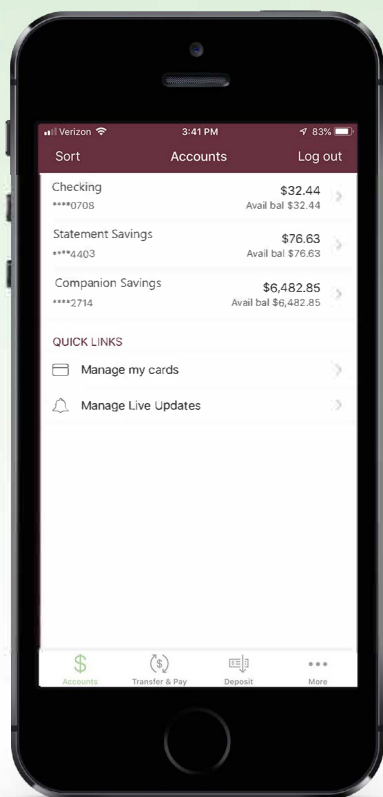 Verizon 3:41 PM 83%
Sort Accounts Log out
Checking $32.44
****0708 Avail bal $32.44
Statement Savings $76.63
****4403 Avail bal $76.63
Companion Savings $6,482.85
****2714 Avail bal $6,482.85
QUICK LINKS
Manage my cards
Manage Live Updates
$ ($)
Accounts Transfer & Pay Deposit More